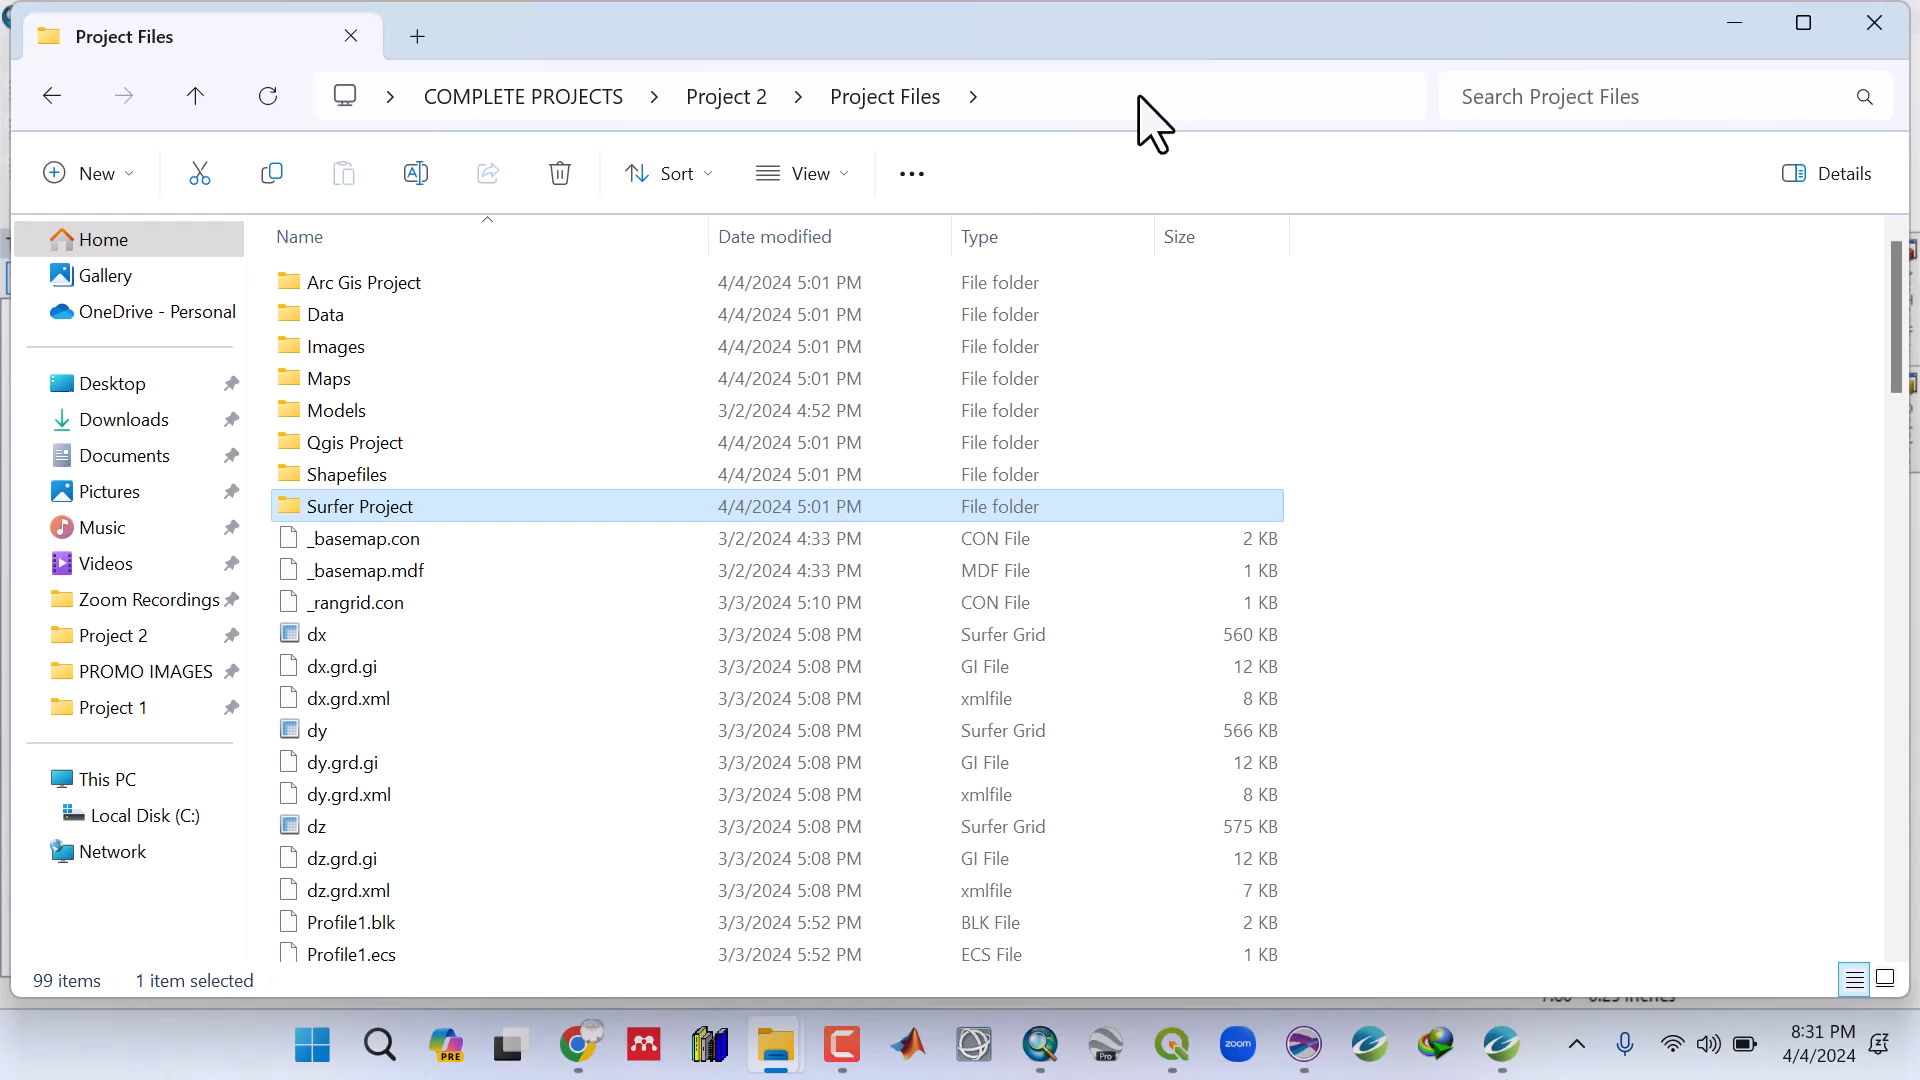 Project Files
COMPLETE PROJECTS Project 2 Project Files
Search Project Files
New Sort View Details
Home
Gallery
OneDrive - Personal
Desktop
Downloads
Documents
Pictures
Music
Videos
Zoom Recordings
Project 2
PROMO IMAGES
Project 1
This PC
Local Disk (C:)
Network
Name Date modified Type Size
Arc Gis Project 4/4/2024 5:01 PM File folder
Data 4/4/2024 5:01 PM File folder
Images 4/4/2024 5:01 PM File folder
Maps 4/4/2024 5:01 PM File folder
Models 3/2/2024 4:52 PM File folder
Qgis Project 4/4/2024 5:01 PM File folder
Shapefiles 4/4/2024 5:01 PM File folder
Surfer Project 4/4/2024 5:01 PM File folder
_basemap.con 3/2/2024 4:33 PM CON File 2 KB
_basemap.mdf 3/2/2024 4:33 PM MDF File 1 KB
_rangrid.con 3/3/2024 5:10 PM CON File 1 KB
dx 3/3/2024 5:08 PM Surfer Grid 560 KB
dx.grd.gi 3/3/2024 5:08 PM GI File 12 KB
dx.grd.xml 3/3/2024 5:08 PM xmlfile 8 KB
dy 3/3/2024 5:08 PM Surfer Grid 566 KB
dy.grd.gi 3/3/2024 5:08 PM GI File 12 KB
dy.grd.xml 3/3/2024 5:08 PM xmlfile 8 KB
dz 3/3/2024 5:08 PM Surfer Grid 575 KB
dz.grd.gi 3/3/2024 5:08 PM GI File 12 KB
dz.grd.xml 3/3/2024 5:08 PM xmlfile 7 KB
Profile1.blk 3/3/2024 5:52 PM BLK File 2 KB
Profile1.ecs 3/3/2024 5:52 PM ECS File 1 KB
99 items 1 item selected
PRE
Pro
zoom
8:31 PM
4/4/2024